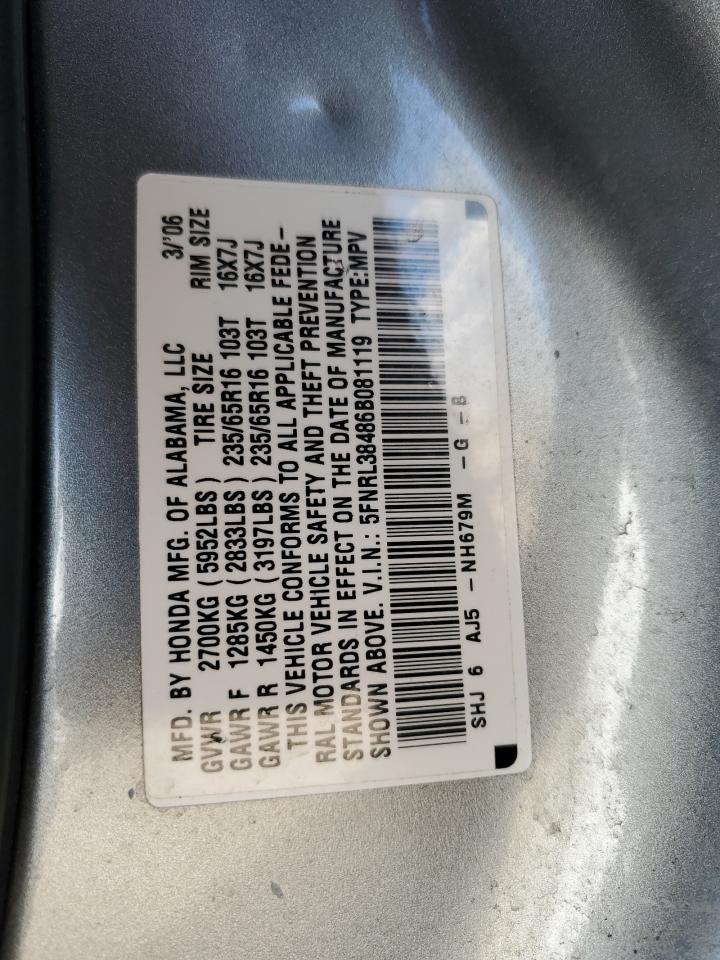 MFD. BY HONDA MFG. OF ALABAMA, LLC 3/'06
GVWR 2700KG (5952LBS) TIRE SIZE RIM SIZE
GAWR F 1285KG (2833LBS) 235/65R16 103T 16X7J
GAWR R 1450KG (3197LBS) 235/65R16 103T 16X7J
THIS VEHICLE CONFORMS TO ALL APPLICABLE FEDE-
RAL MOTOR VEHICLE SAFETY AND THEFT PREVENTION
STANDARDS IN EFFECT ON THE DATE OF MANUFACTURE
SHOWN ABOVE. V.I.N.: 5FNRL38486B081119 TYPE:MPV
SHJ 6 AJ5 - NH679M - G - B